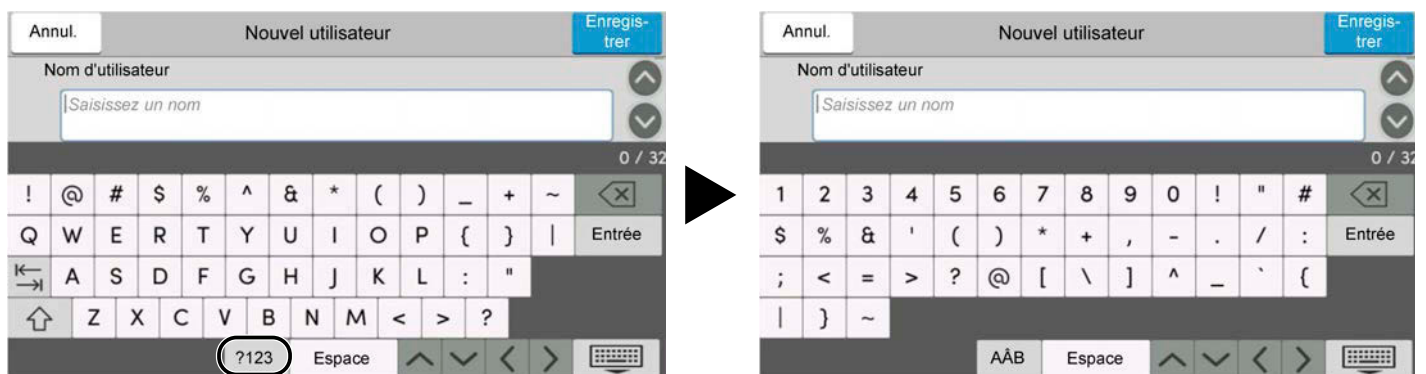 Annul.
Nouvel utilisateur
Enregis-
trer
Nom d'utilisateur
Saisissez un nom
0 / 32
! @ # $ % ^ & * ( ) _ + ~
Q W E R T Y U I O P { } | Entrée
A S D F G H J K L : "
Z X C V B N M < > ?
?123 Espace
Annul.
Nouvel utilisateur
Enregis-
trer
Nom d'utilisateur
Saisissez un nom
0 / 32
1 2 3 4 5 6 7 8 9 0 ! " #
$ % & ' ( ) * + , - . / : Entrée
; < = > ? @ [ \ ] ^ _ ` {
| } ~
AÂB Espace